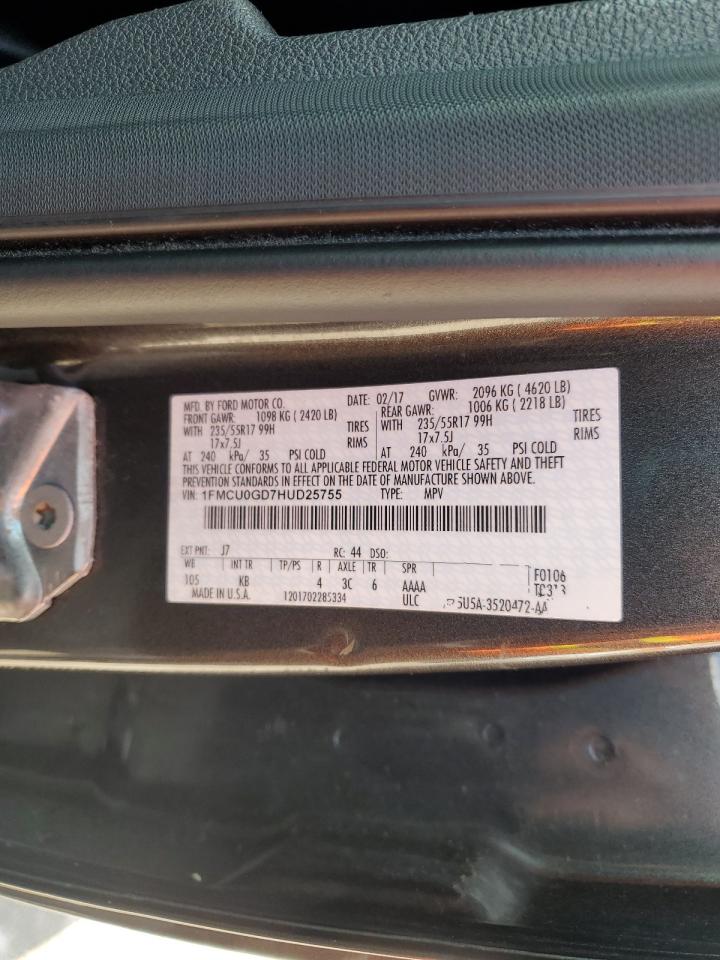 MFD. BY FORD MOTOR CO. DATE: 02/17 GVWR: 2096 KG ( 4620 LB)
FRONT GAWR: 1098 KG ( 2420 LB) REAR GAWR: 1006 KG ( 2218 LB)
WITH 235/55R17 99H TIRES WITH 235/55R17 99H TIRES
17x7.5J RIMS 17x7.5J RIMS
AT 240 kPa/ 35 PSI COLD AT 240 kPa/ 35 PSI COLD
THIS VEHICLE CONFORMS TO ALL APPLICABLE FEDERAL MOTOR VEHICLE SAFETY AND THEFT
PREVENTION STANDARDS IN EFFECT ON THE DATE OF MANUFACTURE SHOWN ABOVE.
VIN: 1FMCU0GD7HUD25755 TYPE: MPV
EXT PNT: J7 RC: 44 DSO:
WB INT TR TP/PS R AXLE TR SPR F0106
105 KB 4 3C 6 AAAA
MADE IN U.S.A. 1201702285334 ULC 5U5A-3520472-AA